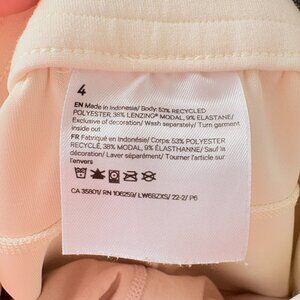 4
EN Made in Indonesia/ Body: 53% RECYCLED
POLYESTER, 38% LENZING® MODAL, 9% ELASTANE/
Exclusive of decoration/ Wash separately/ Turn garment
inside out
FR Fabriqué en Indonésie/ Corps: 53% POLYESTER
RECYCLÉ, 38% MODAL, 9% ÉLASTHANNE/ Sauf la
décoration/ Laver séparément/ Tourner l'article sur
l'envers
CA 35801/ RN 106259/ LW6BZXS/ 22-2/ P6